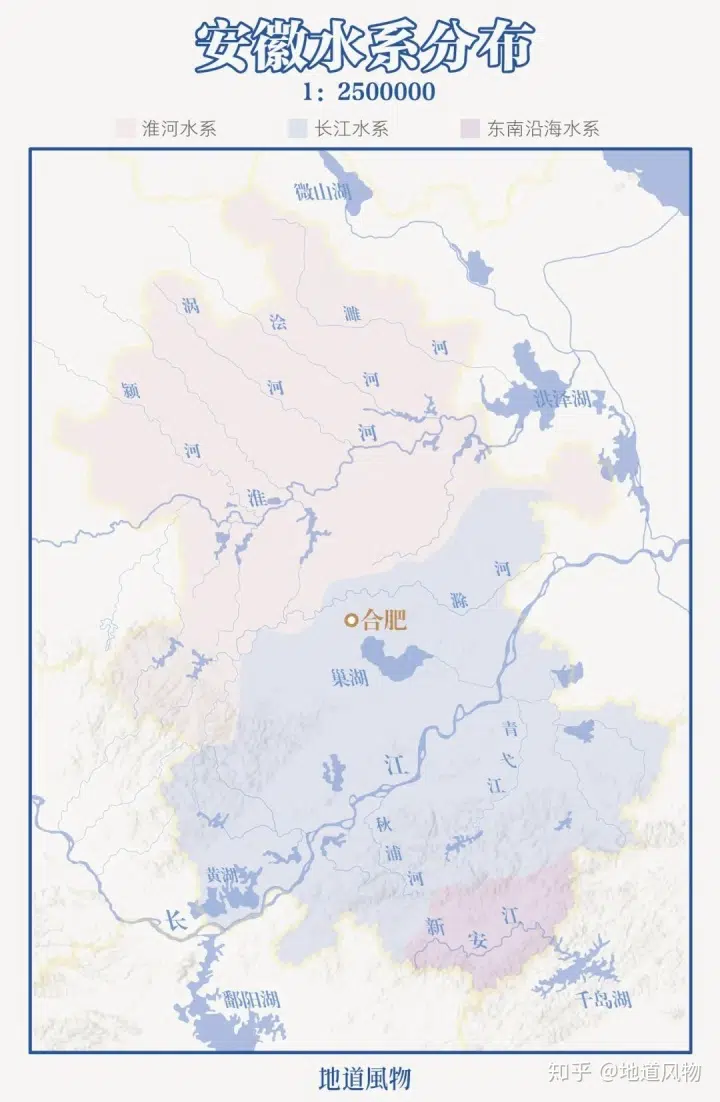 安徽水系分布
1：2500000
淮河水系 长江水系 东南沿海水系
微山湖
涡河
浍河
濉河
颍河
洪泽湖
淮河
滁河
合肥
巢湖
青弋江
长江
秋浦河
黄湖
新安江
鄱阳湖
千岛湖
地道風物
知乎 @地道风物